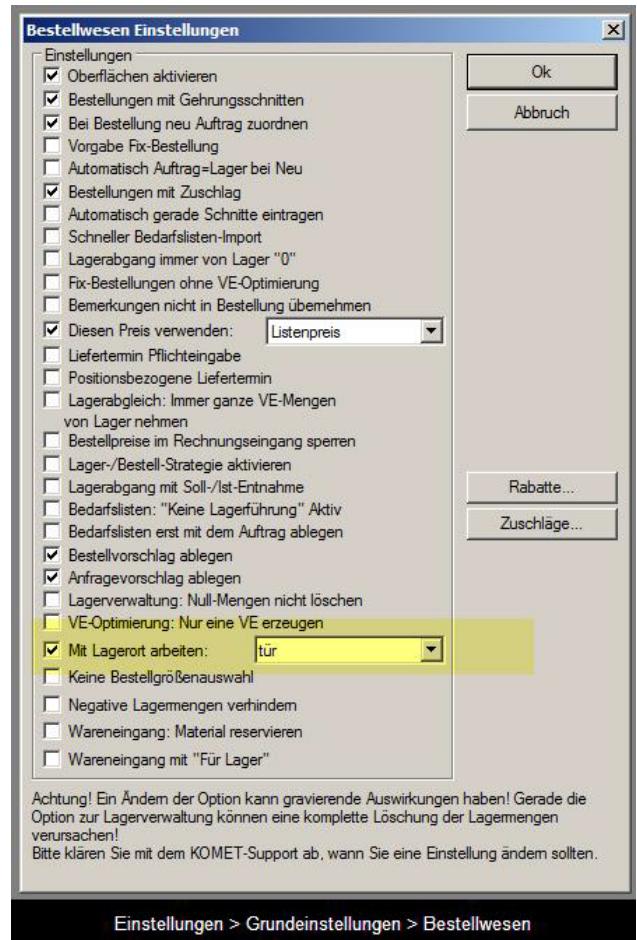 Bestellwesen Einstellungen
Einstellungen
Oberflächen aktivieren
Ok
Bestellungen mit Gehrungsschnitten
Abbruch
Bei Bestellung neu Auftrag zuordnen
Vorgabe Fix-Bestellung
Automatisch Auftrag=Lager bei Neu
Bestellungen mit Zuschlag
Automatisch gerade Schnitte eintragen
Schneller Bedarfslisten-Import
Lagerabgang immer von Lager "0"
Fix-Bestellungen ohne VE-Optimierung
Bemerkungen nicht in Bestellung übernehmen
Diesen Preis verwenden: Listenpreis
Liefertermin Pflichteingabe
Positionsbezogene Liefertermin
Lagerabgleich: Immer ganze VE-Mengen
von Lager nehmen
Bestellpreise im Rechnungseingang sperren
Lager-/Bestell-Strategie aktivieren
Lagerabgang mit Soll-/Ist-Entnahme
Rabatte...
Bedarfslisten: "Keine Lagerführung" Aktiv
Zuschläge...
Bedarfslisten erst mit dem Auftrag ablegen
Bestellvorschlag ablegen
Anfragevorschlag ablegen
Lagerverwaltung: Null-Mengen nicht löschen
VE-Optimierung: Nur eine VE erzeugen
Mit Lagerort arbeiten: tür
Keine Bestellgrößenauswahl
Negative Lagermengen verhindern
Wareneingang: Material reservieren
Wareneingang mit "Für Lager"
Achtung! Ein Ändern der Option kann gravierende Auswirkungen haben! Gerade die
Option zur Lagerverwaltung können eine komplette Löschung der Lagermengen
verursachen!
Bitte klären Sie mit dem KOMET-Support ab, wann Sie eine Einstellung ändern sollten.
Einstellungen > Grundeinstellungen > Bestellwesen